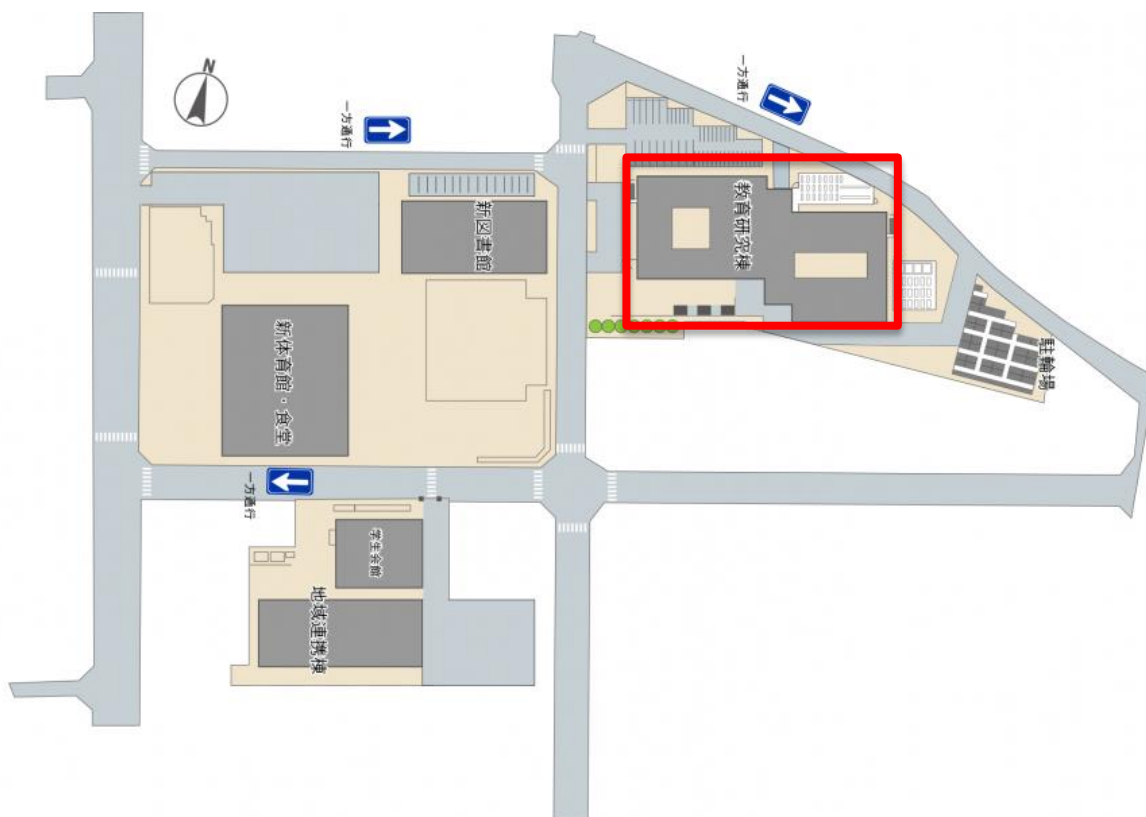 N
一方通行
一方通行
教育研究棟
新図書館
新体育館・食堂
駐輪場
一方通行
学生会館
地域連携棟